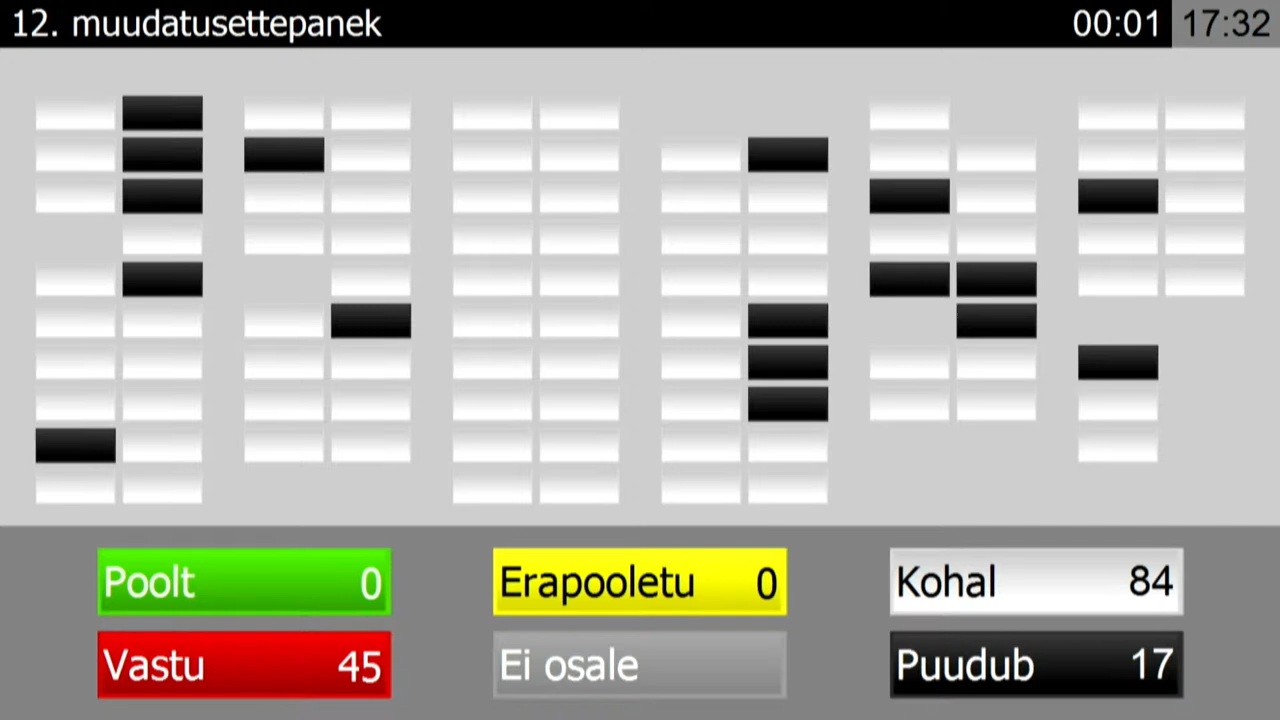 12. muudatusettepanek 00:01 17:32
Poolt 0 Erapooletu 0 Kohal 84
Vastu 45 Ei osale Puudub 17